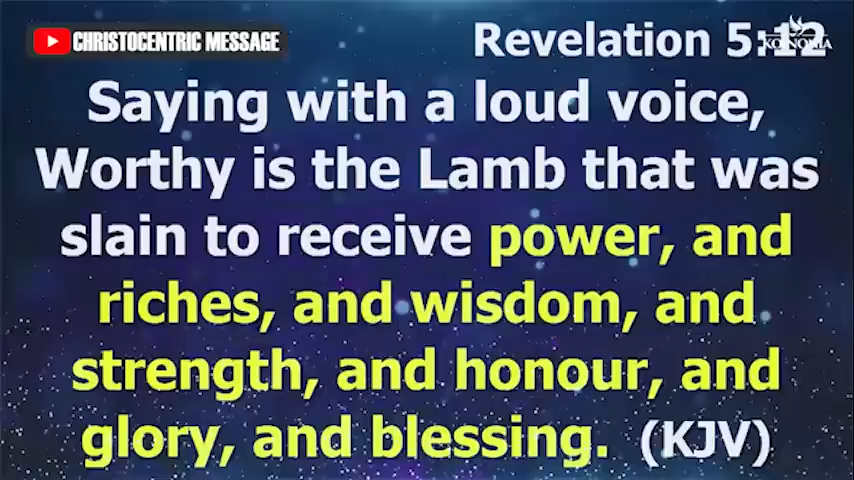 CHRISTOCENTRIC MESSAGE
Revelation 5:12
KOINONIA
Saying with a loud voice,
Worthy is the Lamb that was
slain to receive power, and
riches, and wisdom, and
strength, and honour, and
glory, and blessing. (KJV)